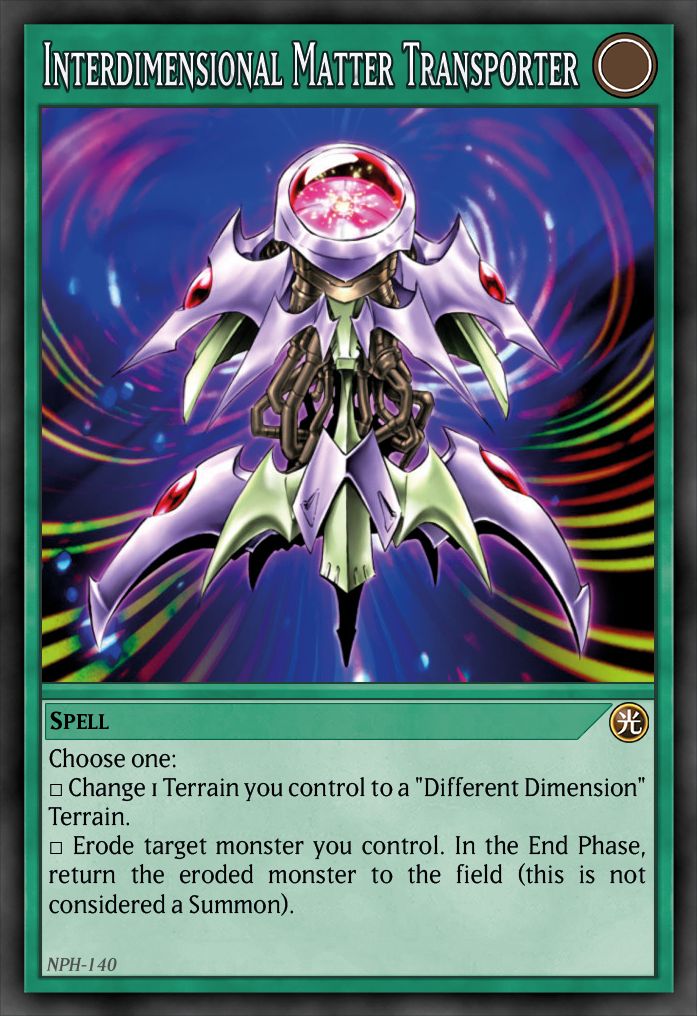 Interdimensional Matter Transporter
Spell
光
Choose one:
□ Change 1 Terrain you control to a "Different Dimension"
Terrain.
□ Erode target monster you control. In the End Phase,
return the eroded monster to the field (this is not
considered a Summon).
NPH-140